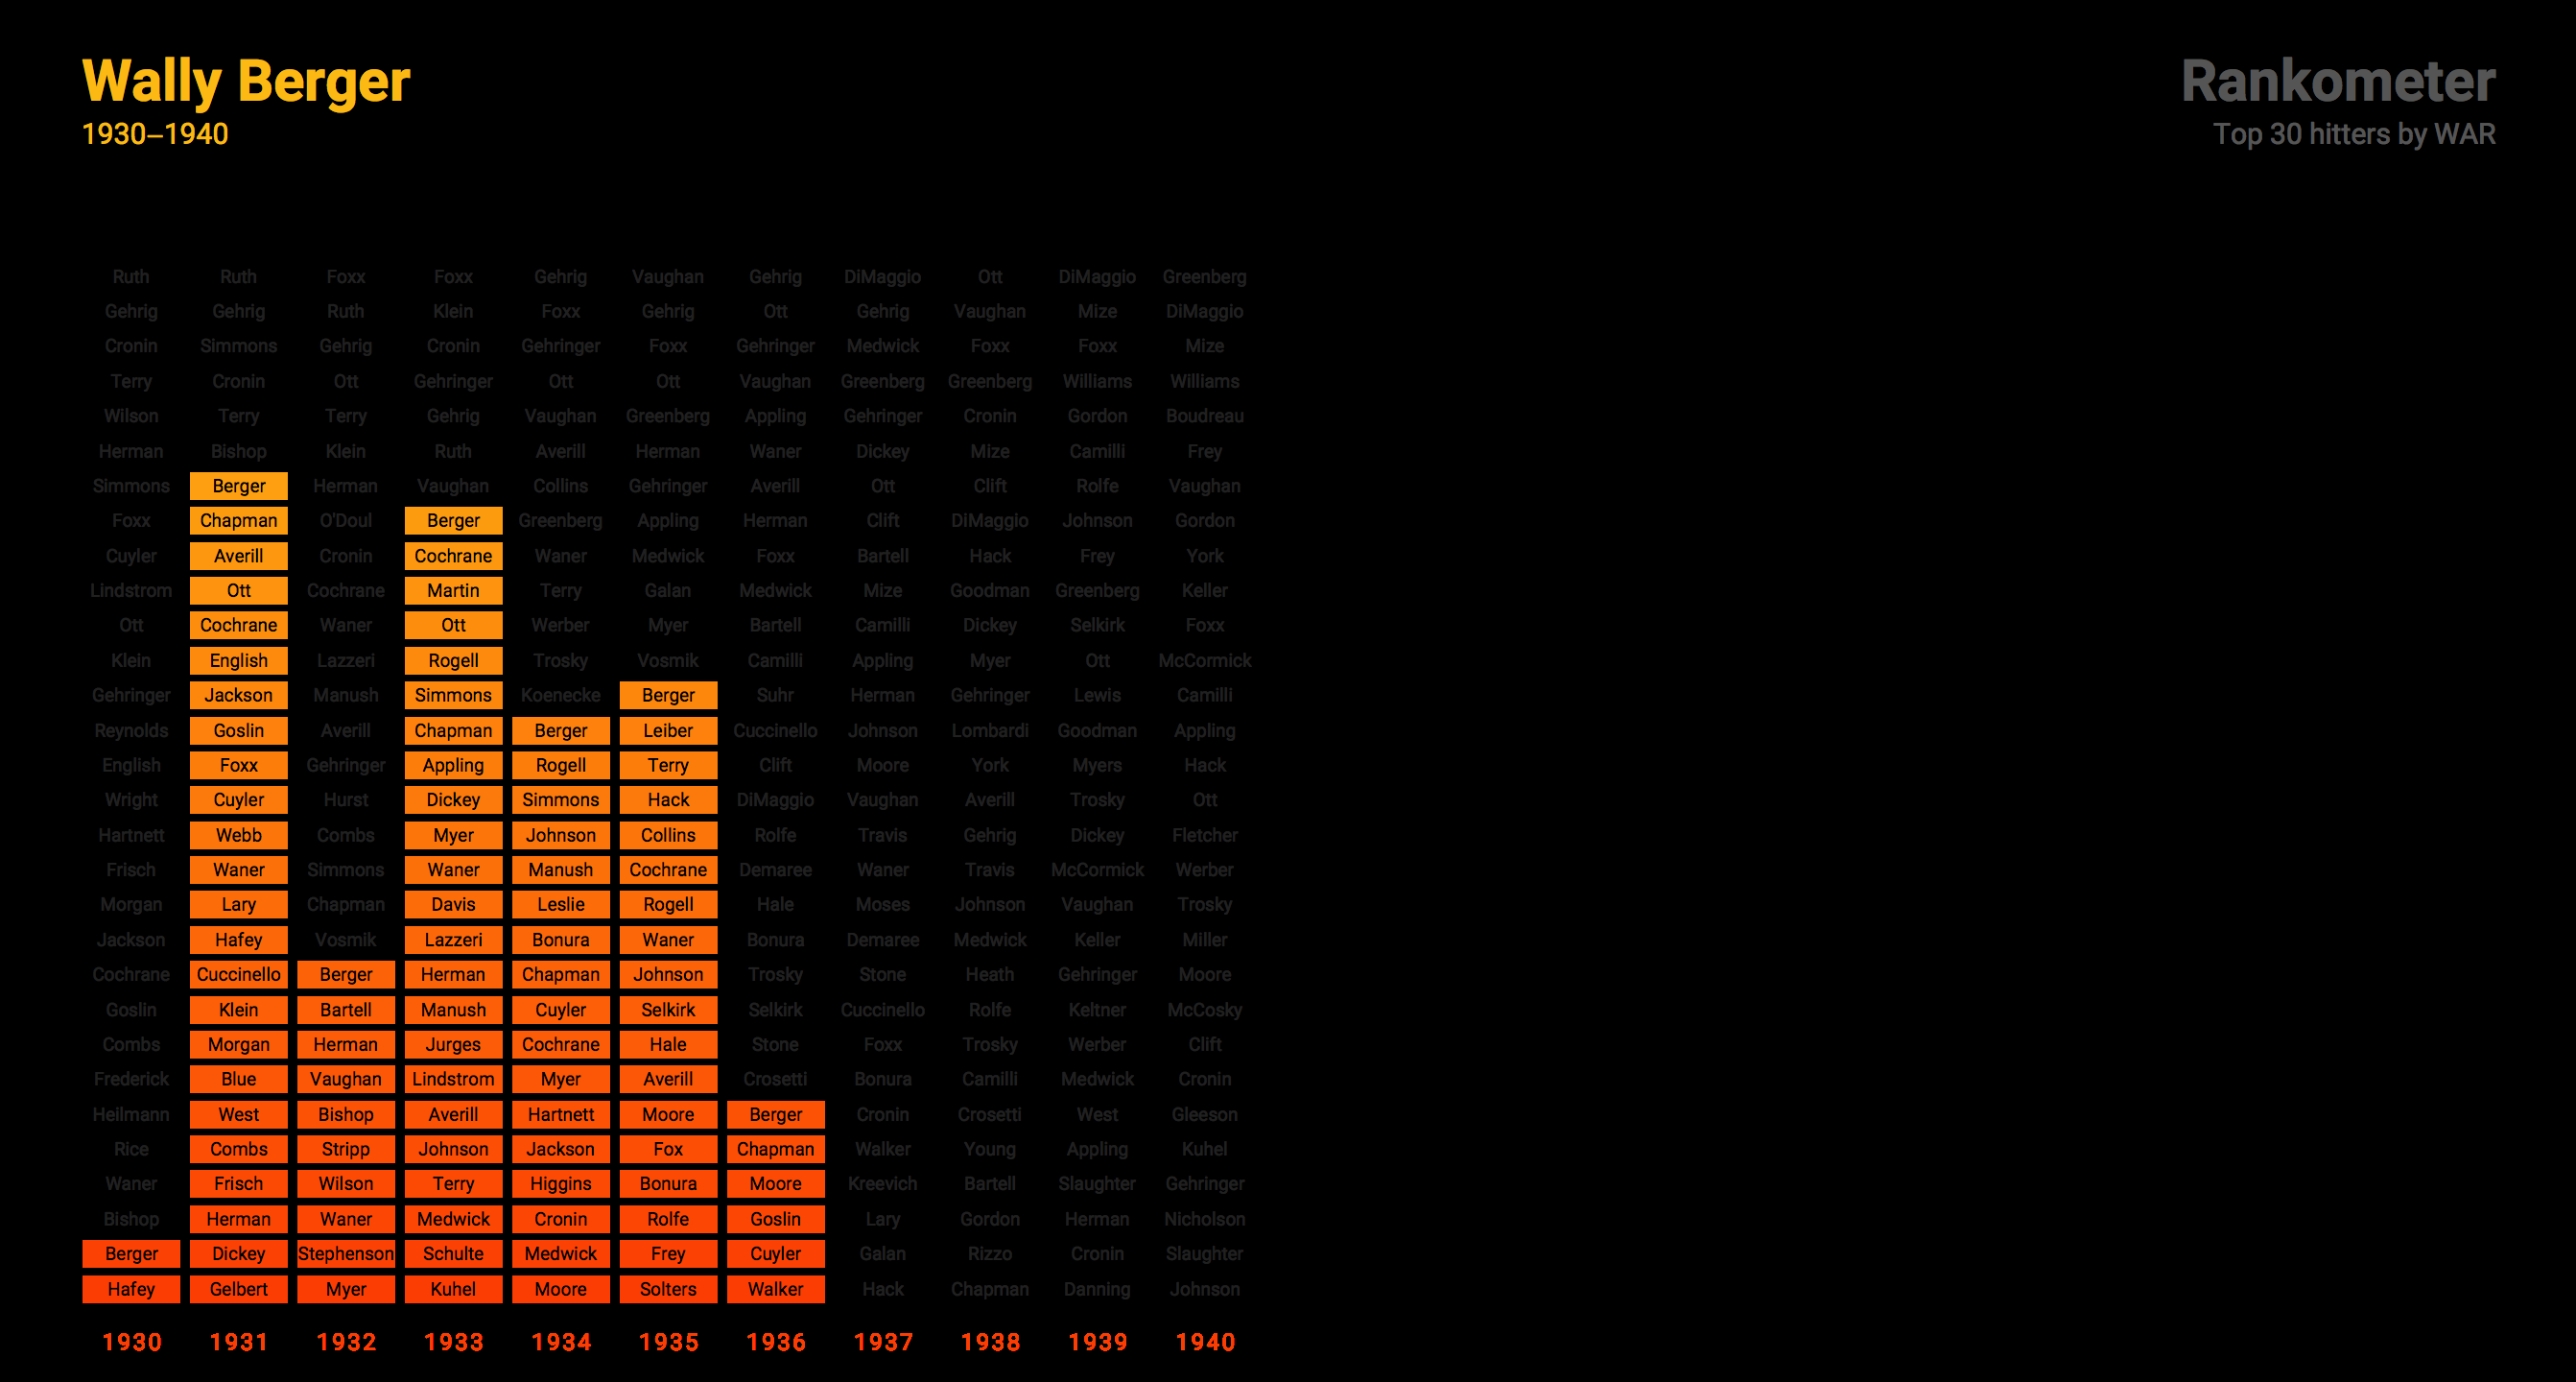 Wally Berger
1930–1940
Rankometer
Top 30 hitters by WAR
Ruth Ruth Foxx Foxx Gehrig Vaughan Gehrig DiMaggio Ott DiMaggio Greenberg
Gehrig Gehrig Ruth Klein Foxx Gehrig Ott Gehrig Vaughan Mize DiMaggio
Cronin Simmons Gehrig Cronin Gehringer Foxx Gehringer Medwick Foxx Foxx Mize
Terry Cronin Ott Gehringer Ott Ott Vaughan Greenberg Greenberg Williams Williams
Wilson Terry Terry Gehrig Vaughan Greenberg Appling Gehringer Cronin Gordon Boudreau
Herman Bishop Klein Ruth Averill Herman Waner Dickey Mize Camilli Frey
Simmons Berger Herman Vaughan Collins Gehringer Averill Ott Clift Rolfe Vaughan
Foxx Chapman O'Doul Berger Greenberg Appling Herman Clift DiMaggio Johnson Gordon
Cuyler Averill Cronin Cochrane Waner Medwick Foxx Bartell Hack Frey York
Lindstrom Ott Cochrane Martin Terry Galan Medwick Mize Goodman Greenberg Keller
Ott Cochrane Waner Ott Werber Myer Bartell Camilli Dickey Selkirk Foxx
Klein English Lazzeri Rogell Trosky Vosmik Camilli Appling Myer Ott McCormick
Gehringer Jackson Manush Simmons Koenecke Berger Suhr Herman Gehringer Lewis Camilli
Reynolds Goslin Averill Chapman Berger Leiber Cuccinello Johnson Lombardi Goodman Appling
English Foxx Gehringer Appling Rogell Terry Clift Moore York Myers Hack
Wright Cuyler Hurst Dickey Simmons Hack DiMaggio Vaughan Averill Trosky Ott
Hartnett Webb Combs Myer Johnson Collins Rolfe Travis Gehrig Dickey Fletcher
Frisch Waner Simmons Waner Manush Cochrane Demaree Waner Travis McCormick Werber
Morgan Lary Chapman Davis Leslie Rogell Hale Moses Johnson Vaughan Trosky
Jackson Hafey Vosmik Lazzeri Bonura Waner Bonura Demaree Medwick Keller Miller
Cochrane Cuccinello Berger Herman Chapman Johnson Trosky Stone Heath Gehringer Moore
Goslin Klein Bartell Manush Cuyler Selkirk Selkirk Cuccinello Rolfe Keltner McCosky
Combs Morgan Herman Jurges Cochrane Hale Stone Foxx Trosky Werber Clift
Frederick Blue Vaughan Lindstrom Myer Averill Crosetti Bonura Camilli Medwick Cronin
Heilmann West Bishop Averill Hartnett Moore Berger Cronin Crosetti West Gleeson
Rice Combs Stripp Johnson Jackson Fox Chapman Walker Young Appling Kuhel
Waner Frisch Wilson Terry Higgins Bonura Moore Kreevich Bartell Slaughter Gehringer
Bishop Herman Waner Medwick Cronin Rolfe Goslin Lary Gordon Herman Nicholson
Berger Dickey Stephenson Schulte Medwick Frey Cuyler Galan Rizzo Cronin Slaughter
Hafey Gelbert Myer Kuhel Moore Solters Walker Hack Chapman Danning Johnson
1930 1931 1932 1933 1934 1935 1936 1937 1938 1939 1940